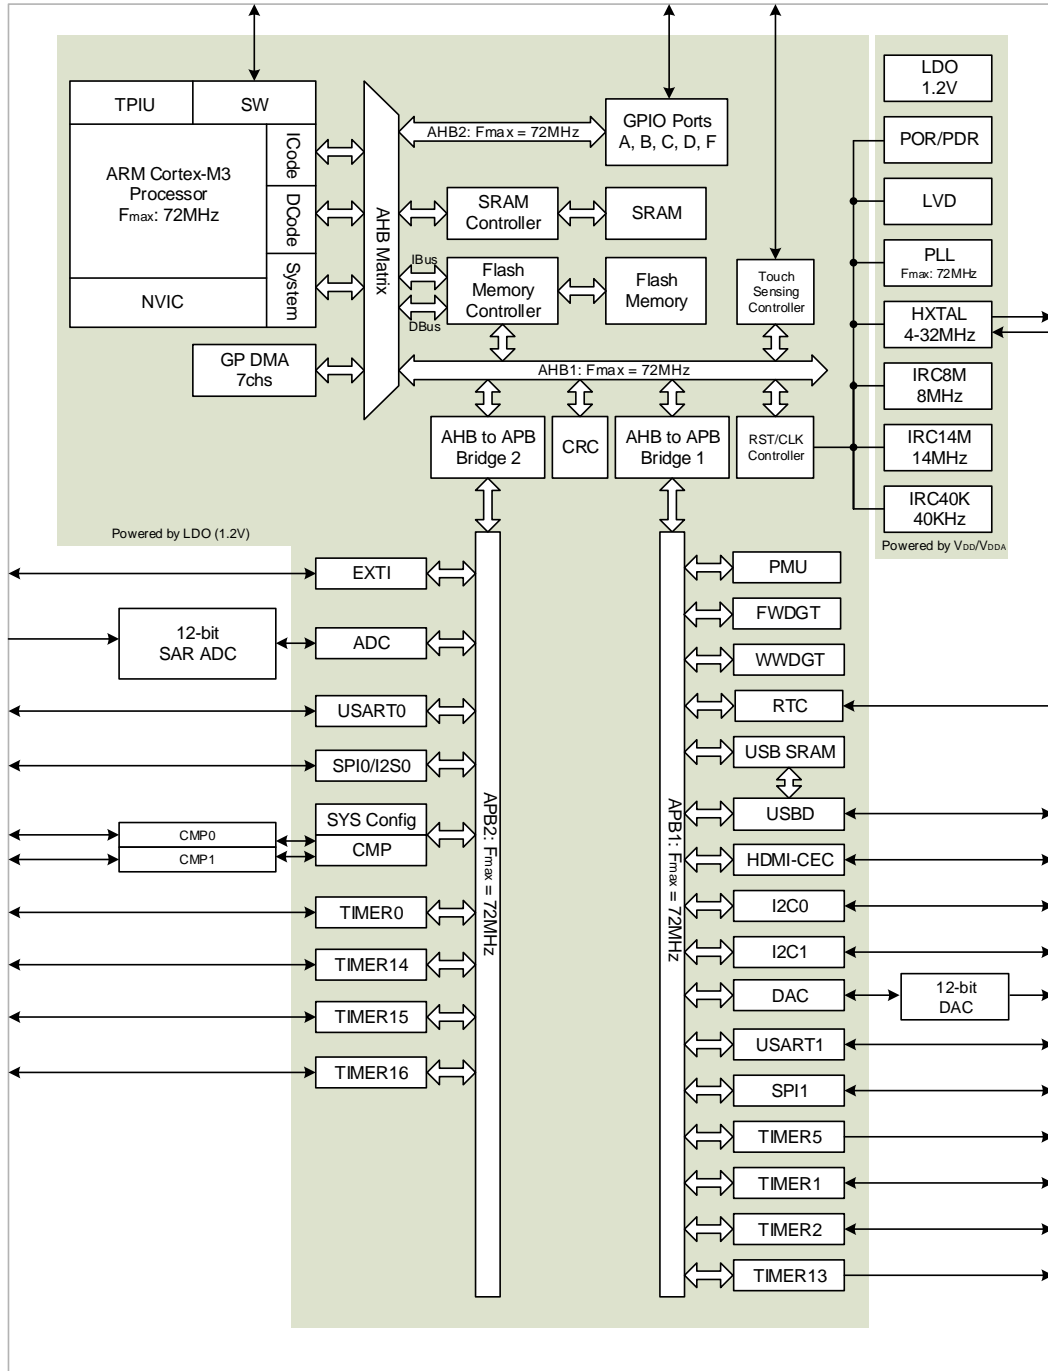 TPIU
SW
ARM Cortex-M3
Processor
Fmax: 72MHz
ICode
DCode
System
NVIC
GP DMA
7chs
AHB Matrix
AHB2: Fmax = 72MHz
GPIO Ports
A, B, C, D, F
SRAM
Controller
SRAM
IBus
DBus
Flash
Memory
Controller
Flash
Memory
Touch
Sensing
Controller
AHB1: Fmax = 72MHz
AHB to APB
Bridge 2
CRC
AHB to APB
Bridge 1
RST/CLK
Controller
LDO
1.2V
POR/PDR
LVD
PLL
Fmax: 72MHz
HXTAL
4-32MHz
IRC8M
8MHz
IRC14M
14MHz
IRC40K
40KHz
Powered by VDD/VDDA
Powered by LDO (1.2V)
EXTI
12-bit
SAR ADC
ADC
USART0
SPI0/I2S0
CMP0
CMP1
SYS Config
CMP
TIMER0
TIMER14
TIMER15
TIMER16
APB2: Fmax = 72MHz
APB1: Fmax = 72MHz
PMU
FWDGT
WWDGT
RTC
USB SRAM
USBD
HDMI-CEC
I2C0
I2C1
DAC
12-bit
DAC
USART1
SPI1
TIMER5
TIMER1
TIMER2
TIMER13